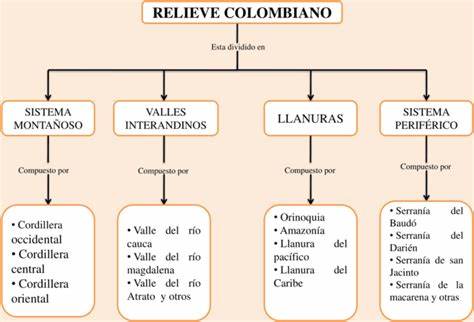 RELIEVE COLOMBIANO
Esta dividido en
SISTEMA
MONTAÑOSO
VALLES
INTERANDINOS
LLANURAS
SISTEMA
PERIFÉRICO
Compuesto por
Compuesto por
Compuesto por
Compuesto por
• Cordillera
occidental
• Cordillera
central
• Cordillera
oriental
• Valle del río
cauca
• Valle del río
magdalena
• Valle del río
Atrato y otros
• Orinoquia
• Amazonía
• Llanura del
pacífico
• Llanura del
Caribe
• Serranía del
Baudó
• Serranía del
Darién
• Serranía de san
Jacinto
• Serranía de la
macarena y otras